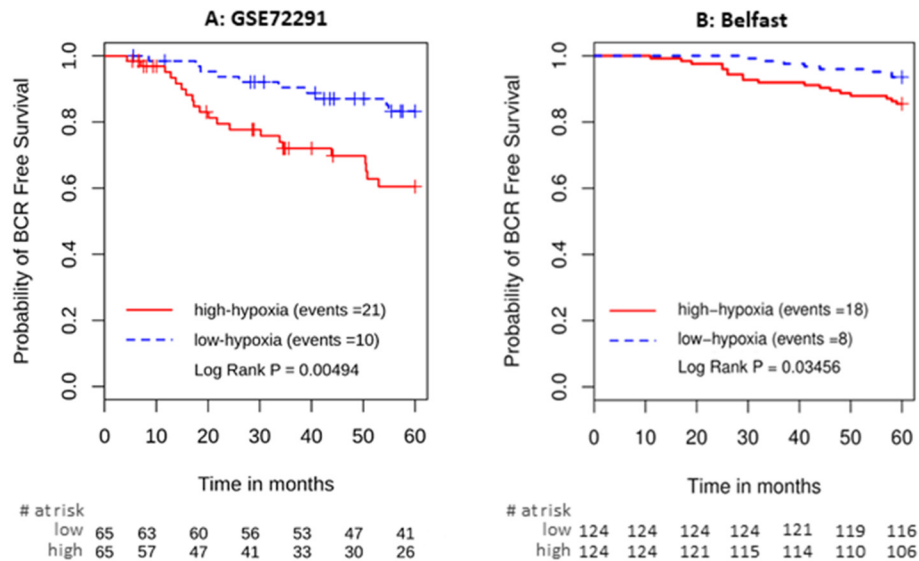 A: GSE72291
Probability of BCR Free Survival
1.0
0.8
0.6
0.4
0.2
0.0
high-hypoxia (events =21)
low-hypoxia (events =10)
Log Rank P = 0.00494
0 10 20 30 40 50 60
Time in months
# at risk
low 65 63 60 56 53 47 41
high 65 57 47 41 33 30 26
B: Belfast
Probability of BCR Free Survival
1.0
0.8
0.6
0.4
0.2
0.0
high-hypoxia (events =18)
low-hypoxia (events =8)
Log Rank P = 0.03456
0 10 20 30 40 50 60
Time in months
# at risk
low 124 124 124 124 121 119 116
high 124 124 121 115 114 110 106